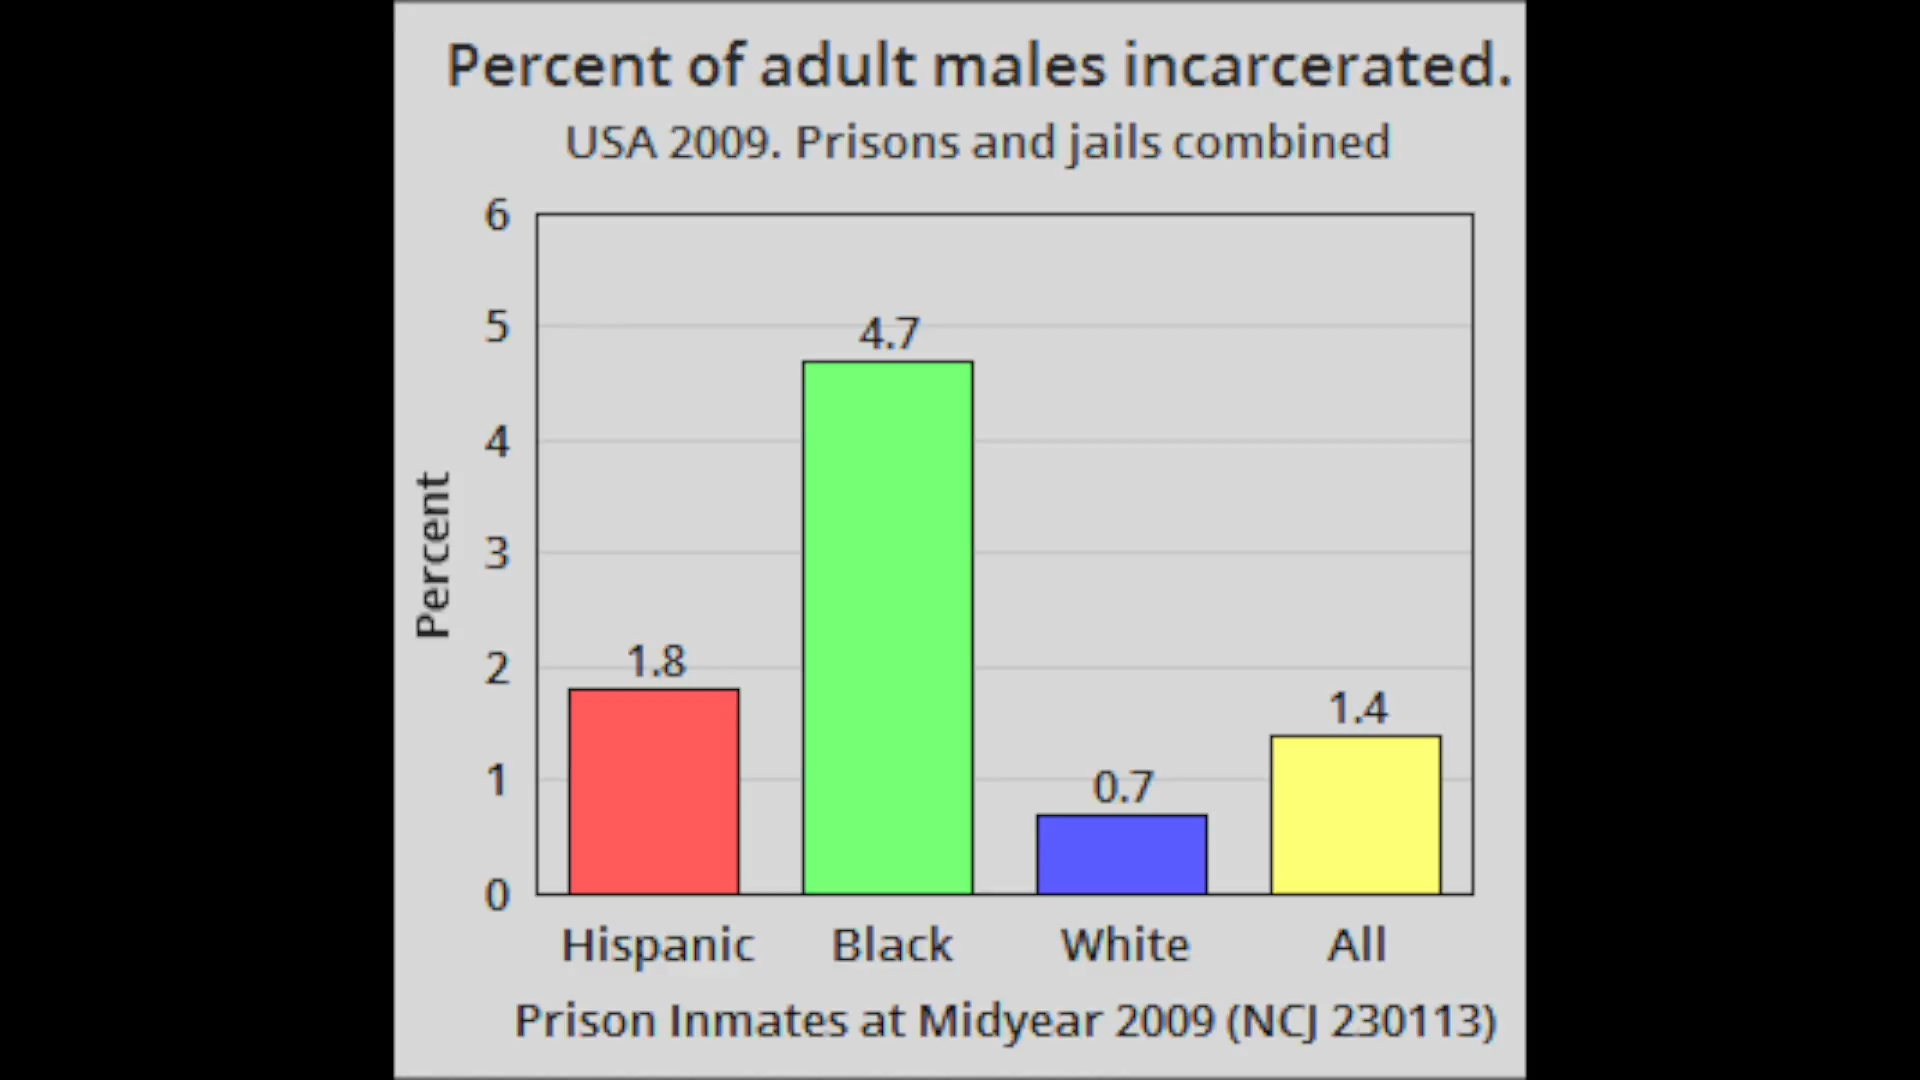 Percent of adult males incarcerated.
USA 2009. Prisons and jails combined
6
5
4
3
2
1
0
Percent
1.8
4.7
0.7
1.4
Hispanic
Black
White
All
Prison Inmates at Midyear 2009 (NCJ 230113)